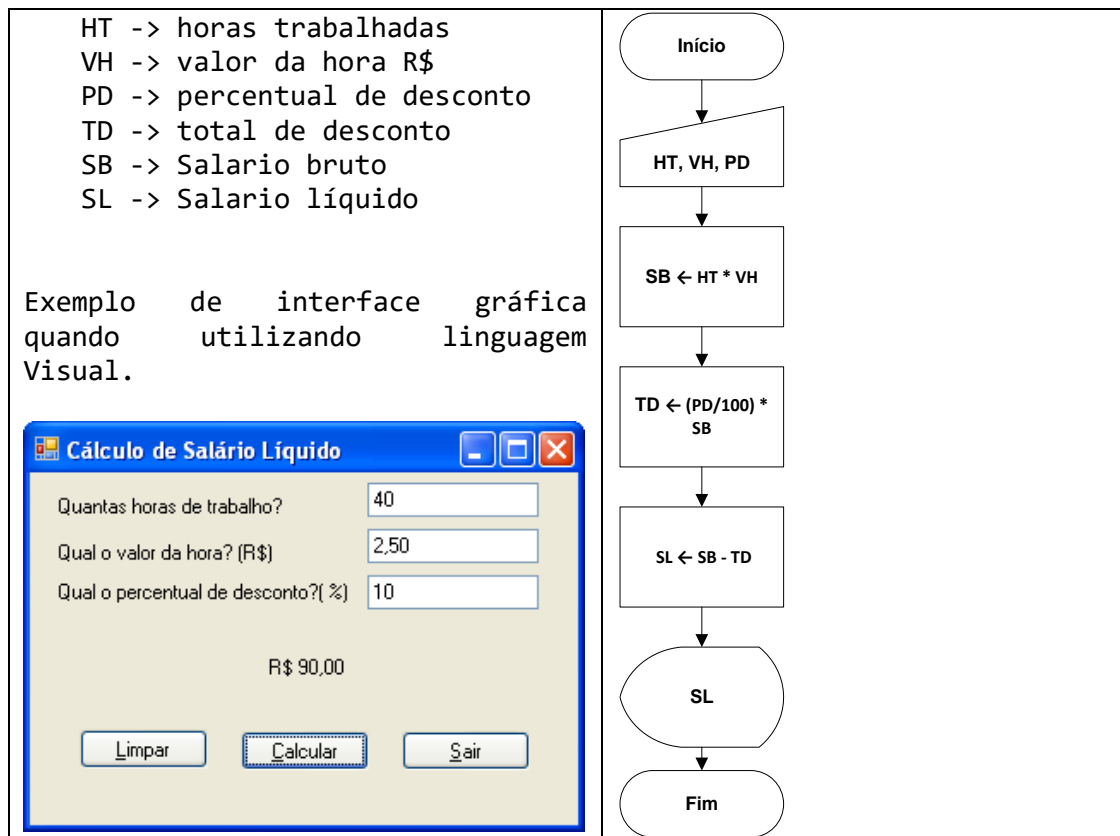 HT -> horas trabalhadas
VH -> valor da hora R$
PD -> percentual de desconto
TD -> total de desconto
SB -> Salario bruto
SL -> Salario líquido
Exemplo de interface gráfica
quando utilizando linguagem
Visual.
Cálculo de Salário Líquido
Quantas horas de trabalho? 40
Qual o valor da hora? (R$) 2,50
Qual o percentual de desconto?( %) 10
R$ 90,00
Limpar Calcular Sair
Início
HT, VH, PD
SB ← HT * VH
TD ← (PD/100) *
SB
SL ← SB - TD
SL
Fim